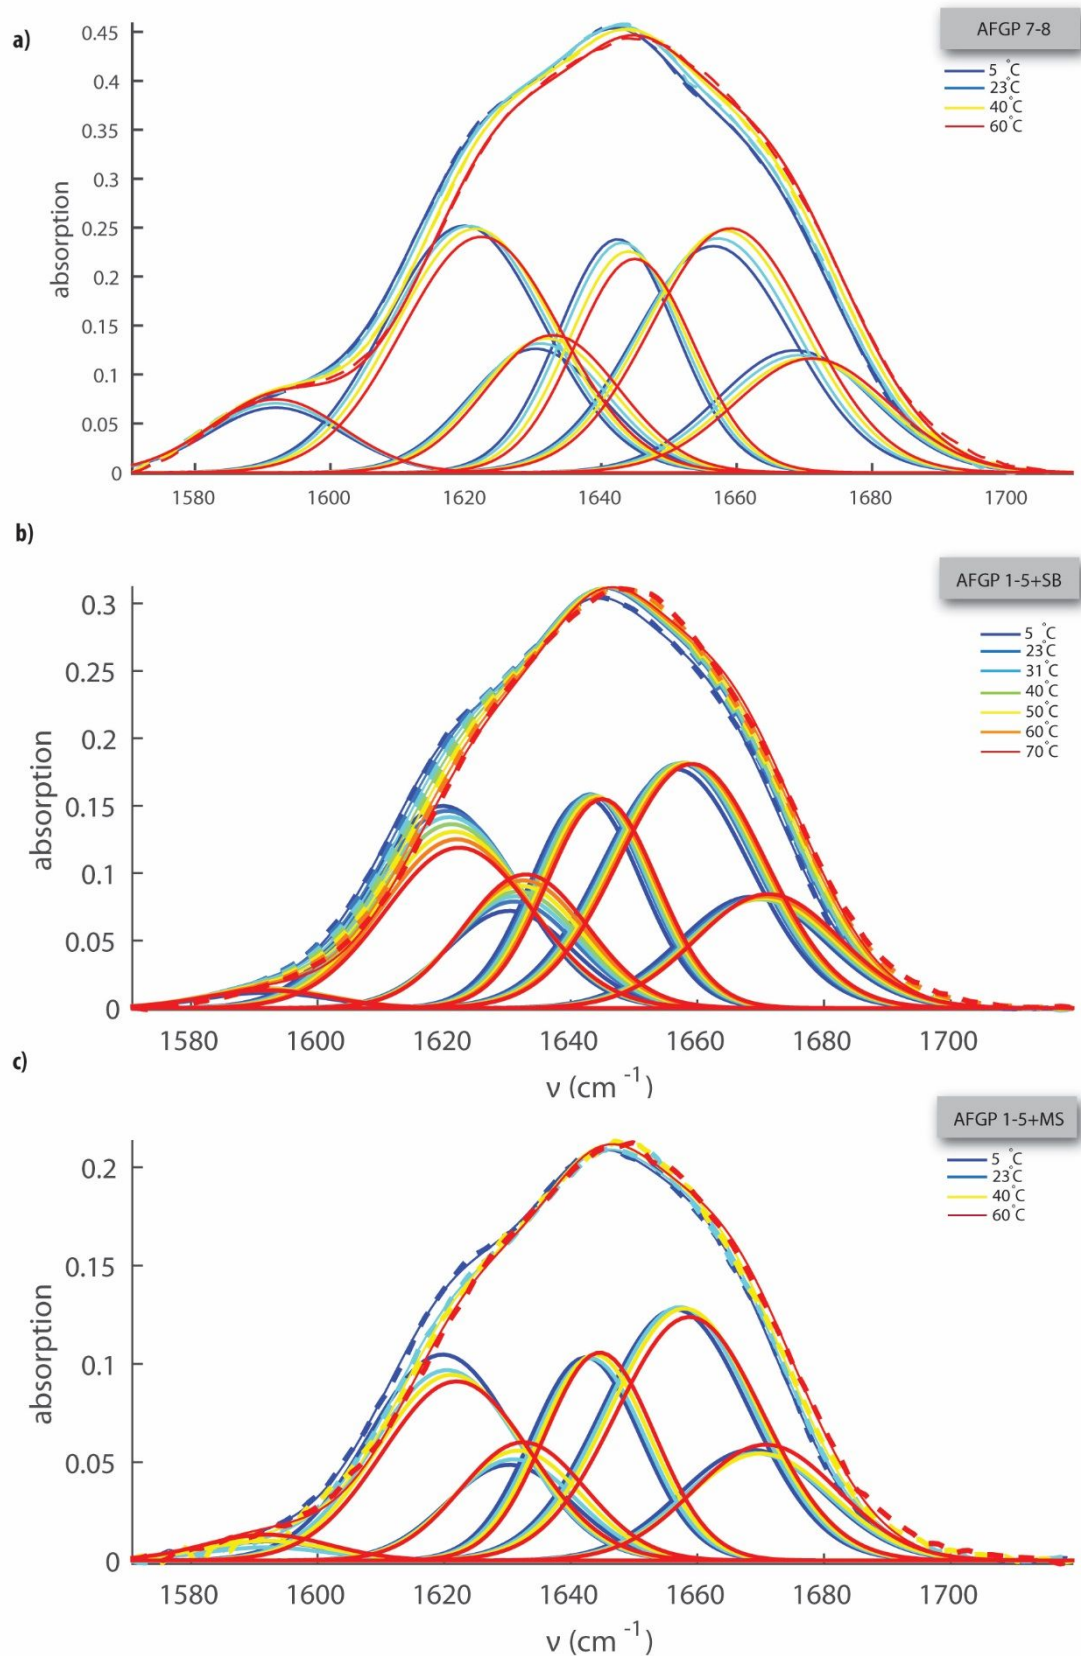 a)
AFGP 7-8
5 °C
23°C
40°C
60°C
absorption
0.45
0.4
0.35
0.3
0.25
0.2
0.15
0.1
0.05
0
1580 1600 1620 1640 1660 1680 1700
b)
AFGP 1-5+SB
5 °C
23°C
31°C
40°C
50°C
60°C
70°C
absorption
0.3
0.25
0.2
0.15
0.1
0.05
0
1580 1600 1620 1640 1660 1680 1700
ν (cm -1)
c)
AFGP 1-5+MS
5 °C
23°C
40°C
60°C
absorption
0.2
0.15
0.1
0.05
0
1580 1600 1620 1640 1660 1680 1700
ν (cm -1)